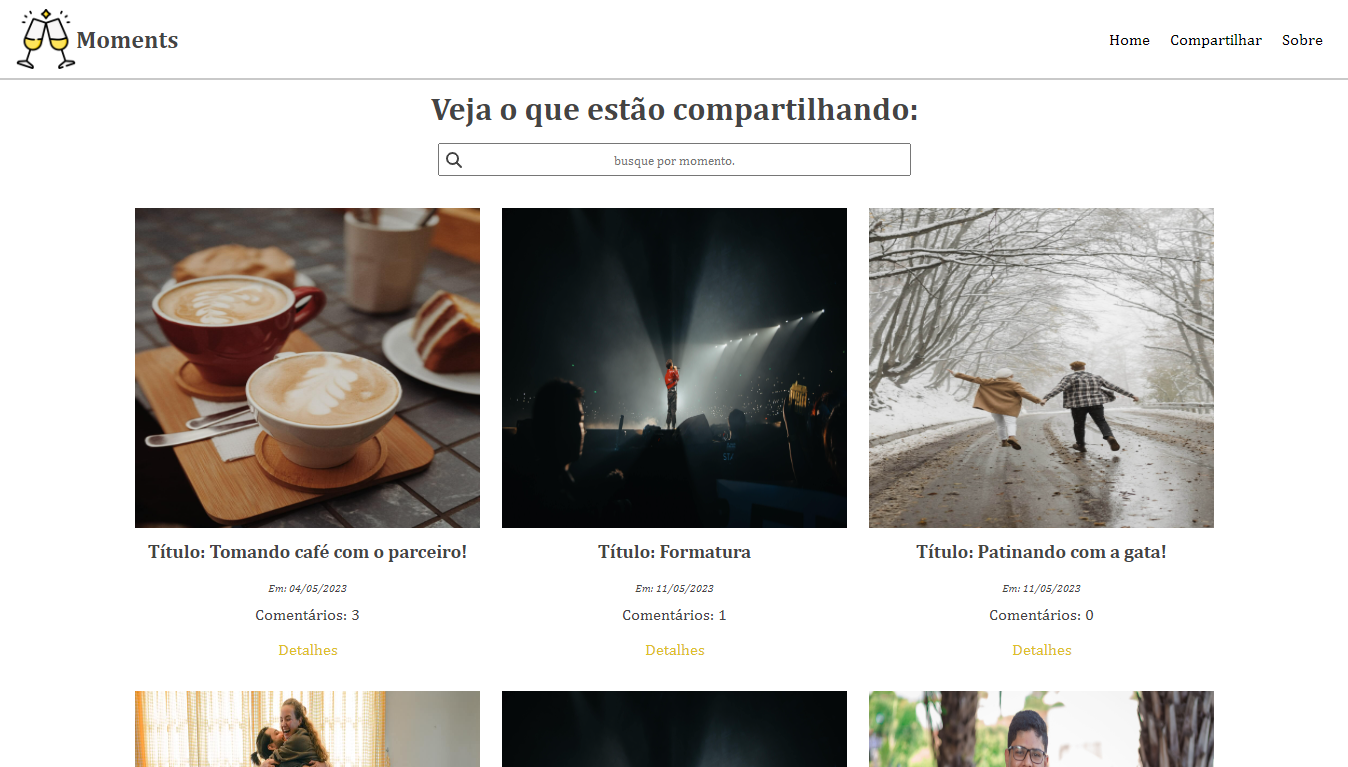 Moments
Home Compartilhar Sobre
Veja o que estão compartilhando:
busque por momento.
Título: Tomando café com o parceiro!
Em: 04/05/2023
Comentários: 3
Detalhes
Título: Formatura
Em: 11/05/2023
Comentários: 1
Detalhes
Título: Patinando com a gata!
Em: 11/05/2023
Comentários: 0
Detalhes